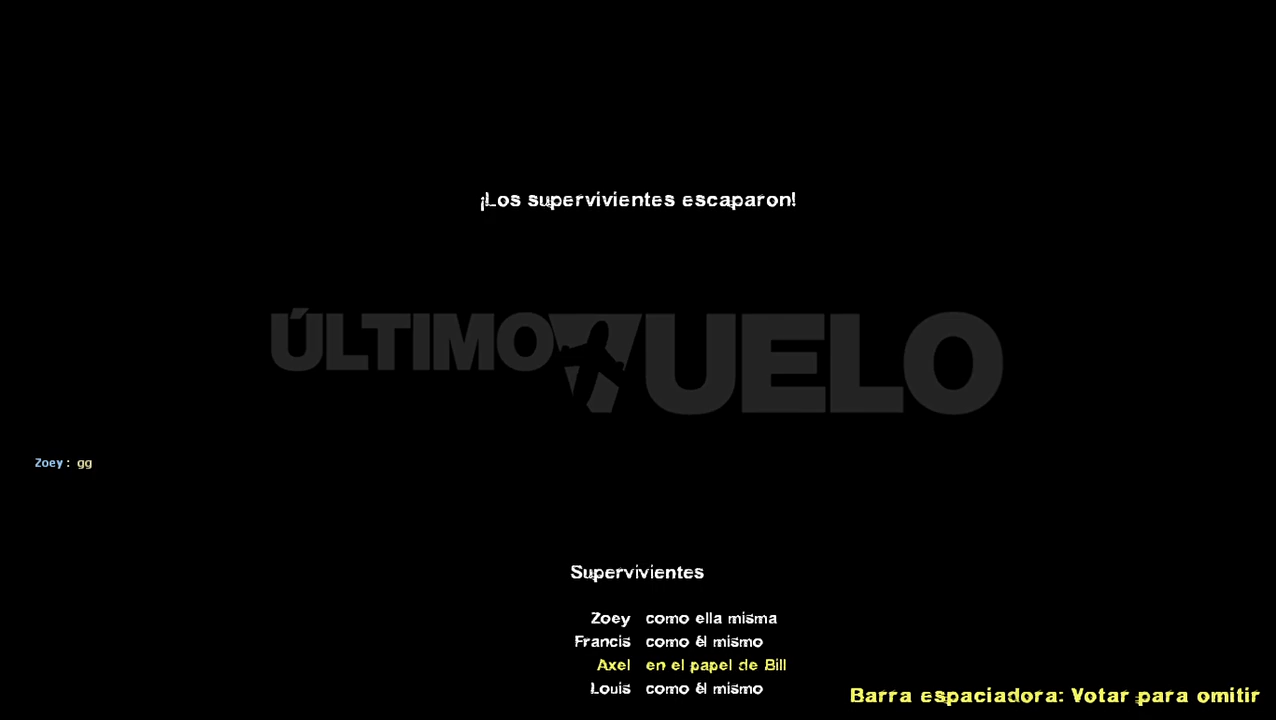 ¡Los supervivientes escaparon!
ÚLTIMO VUELO
Zoey: gg
Supervivientes
Zoey como ella misma
Francis como él mismo
Axel en el papel de Bill
Louis como él mismo
Barra espaciadora: Votar para omitir